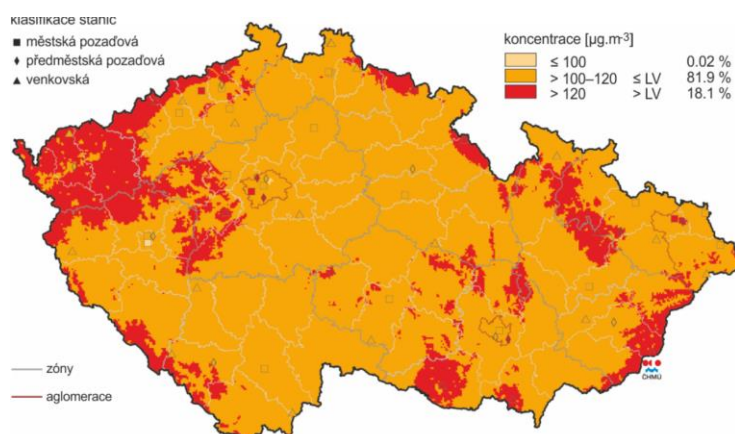 klasifikace stanic
městská pozaďová
předměstská pozaďová
venkovská
koncentrace [µg.m-3]
≤ 100 0.02 %
> 100–120 ≤ LV 81.9 %
> 120 > LV 18.1 %
zóny
aglomerace
ČHMÚ